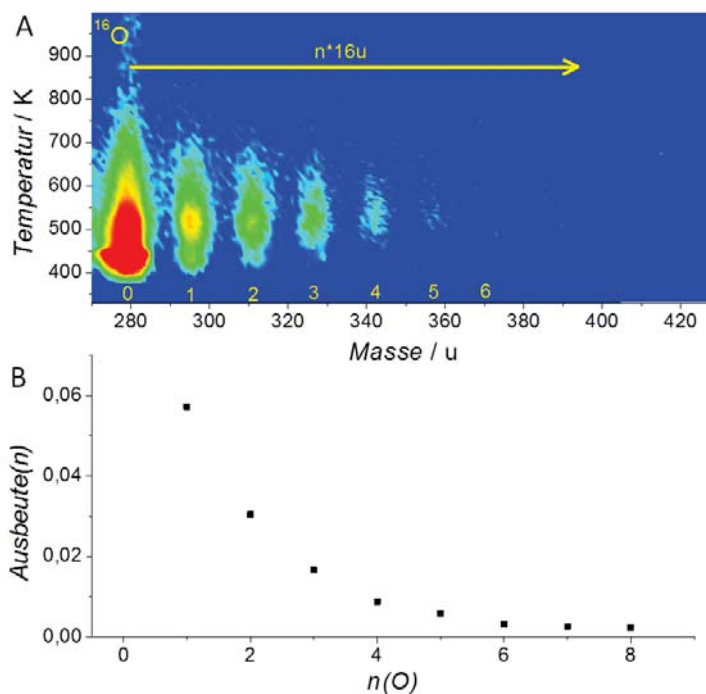 A
16O
n*16u
Temperatur / K
900
800
700
600
500
400
0 1 2 3 4 5 6
280 300 320 340 360 380 400 420
Masse / u
B
Ausbeute(n)
0,06
0,04
0,02
0,00
0 2 4 6 8
n(O)